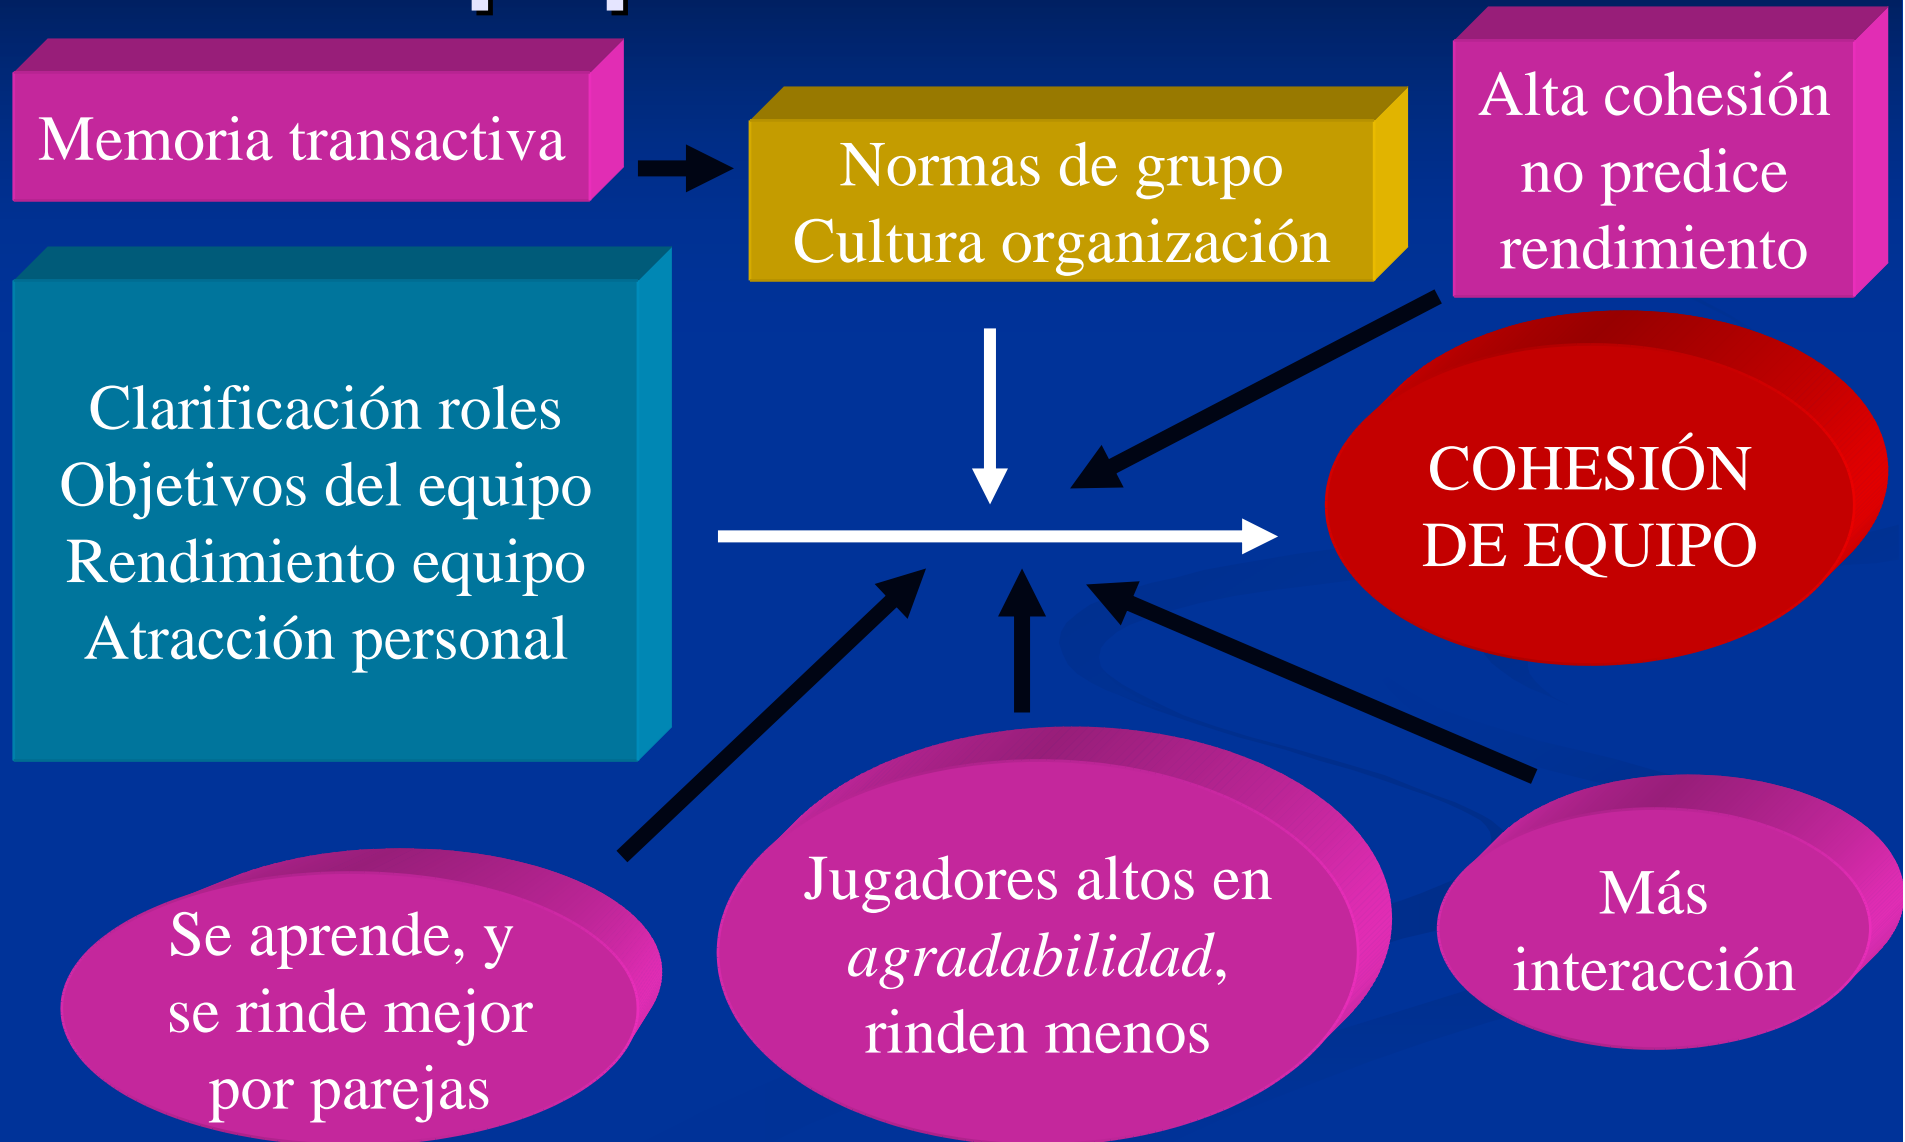 Memoria transactiva
Normas de grupo
Cultura organización
Alta cohesión
no predice
rendimiento
Clarificación roles
Objetivos del equipo
Rendimiento equipo
Atracción personal
COHESIÓN
DE EQUIPO
Se aprende, y
se rinde mejor
por parejas
Jugadores altos en
agradabilidad,
rinden menos
Más
interacción